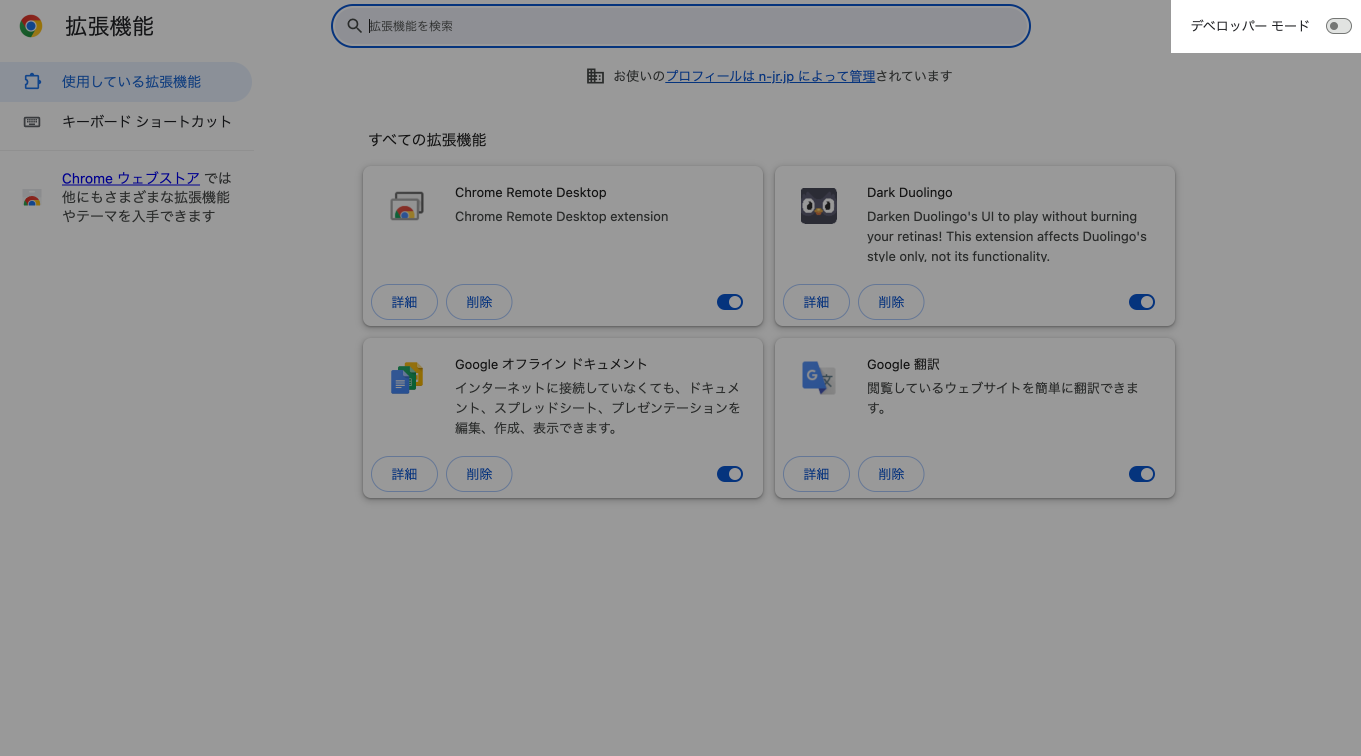 拡張機能
拡張機能を検索
デベロッパー モード
使用している拡張機能
キーボード ショートカット
Chrome ウェブストア では
他にもさまざまな拡張機能
やテーマを入手できます
お使いのプロフィールは n-jr.jp によって管理されています
すべての拡張機能
Chrome Remote Desktop
Chrome Remote Desktop extension
詳細
削除
Dark Duolingo
Darken Duolingo's UI to play without burning
your retinas! This extension affects Duolingo's
style only, not its functionality.
詳細
削除
Google オフライン ドキュメント
インターネットに接続していなくても、ドキュメ
ント、スプレッドシート、プレゼンテーションを
編集、作成、表示できます。
詳細
削除
Google 翻訳
閲覧しているウェブサイトを簡単に翻訳できま
す。
詳細
削除